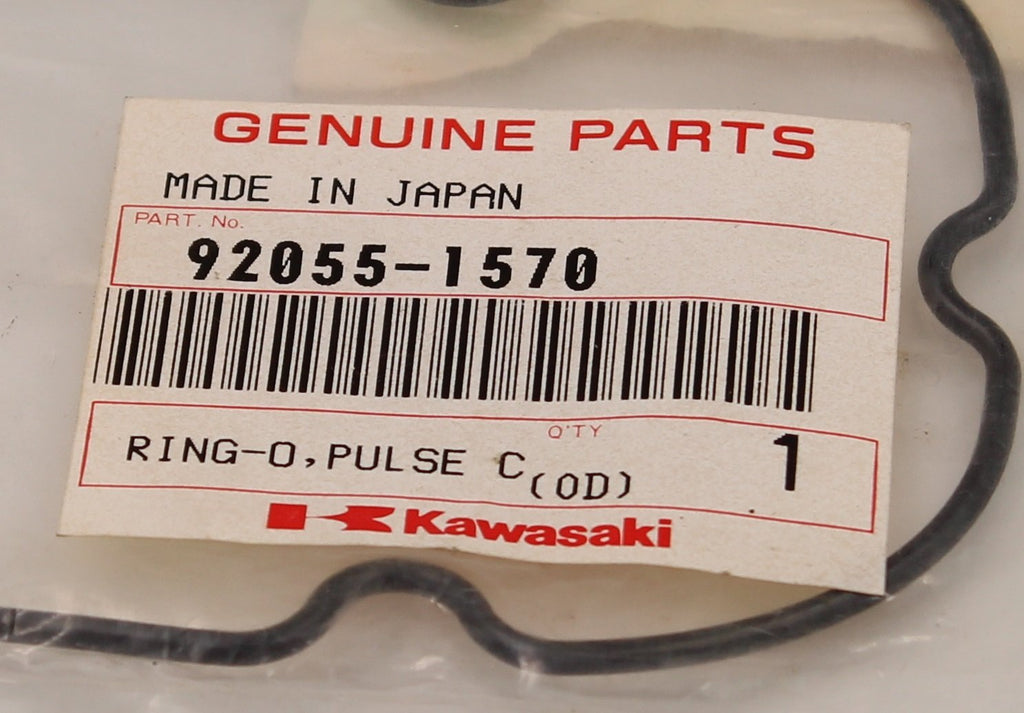 GENUINE PARTS
MADE IN JAPAN
PART. No.
92055-1570
Q'TY
RING-O,PULSE C(OD) 1
Kawasaki